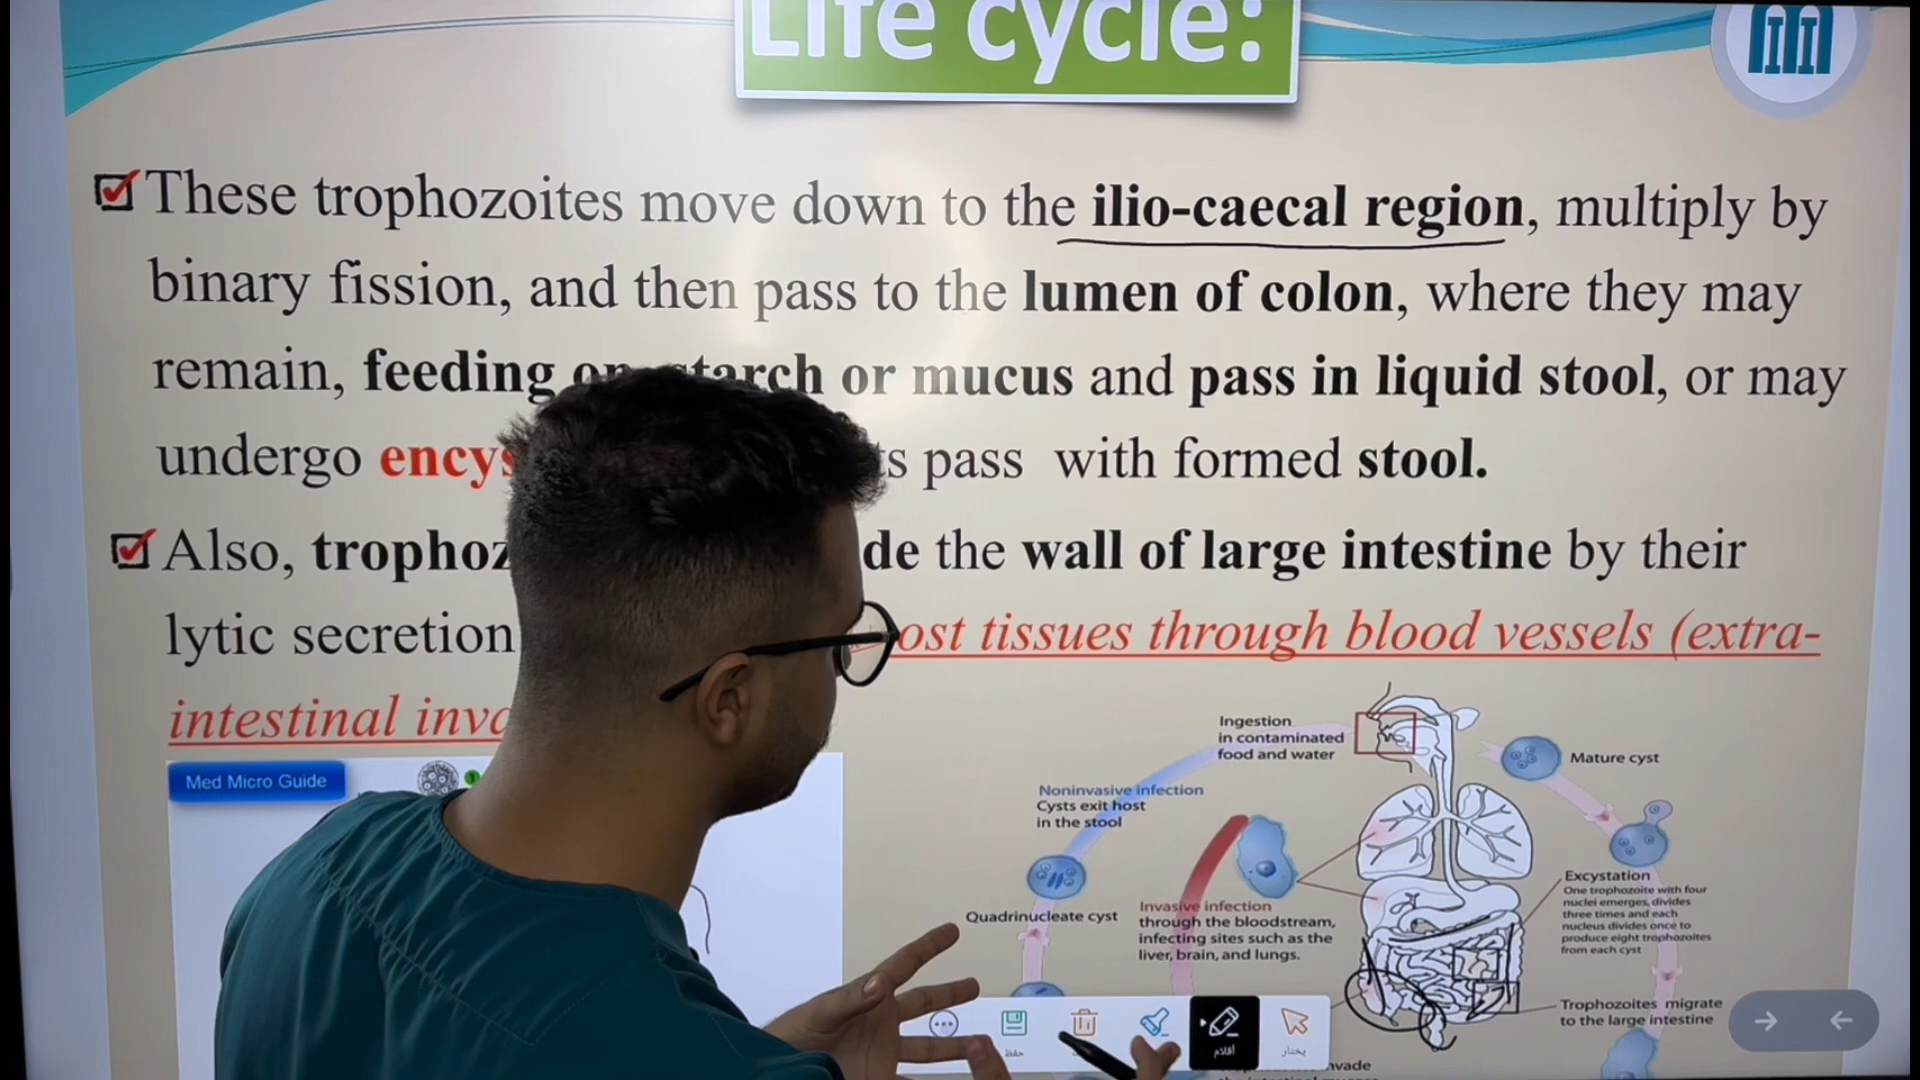 Life cycle:
These trophozoites move down to the ilio-caecal region, multiply by
binary fission, and then pass to the lumen of colon, where they may
remain, feeding on starch or mucus and pass in liquid stool, or may
undergo pass with formed stool.
Also, the wall of large intestine by their
lytic secretion tissues through blood vessels (extra-
intestinal
Med Micro Guide
Ingestion
in contaminated
food and water
Mature cyst
Noninvasive infection
Cysts exit host
in the stool
Excystation
One trophozoite with four
nuclei emerges, divides
three times and each
nucleus divides once to
produce eight trophozoites
from each cyst
Quadrinucleate cyst
Invasive infection
through the bloodstream,
infecting sites such as the
liver, brain, and lungs.
Trophozoites migrate
to the large intestine
حفظ
أقلام
يختار